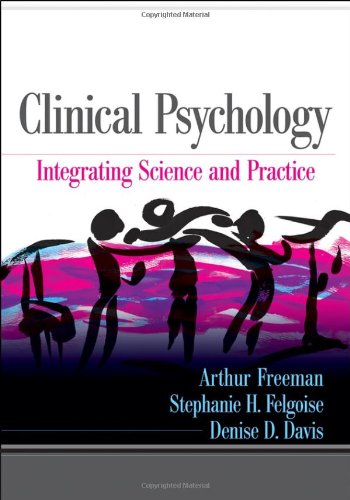 Copyrighted Material
Clinical Psychology
Integrating Science and Practice
Arthur Freeman
Stephanie H. Felgoise
Denise D. Davis
Copyrighted Material